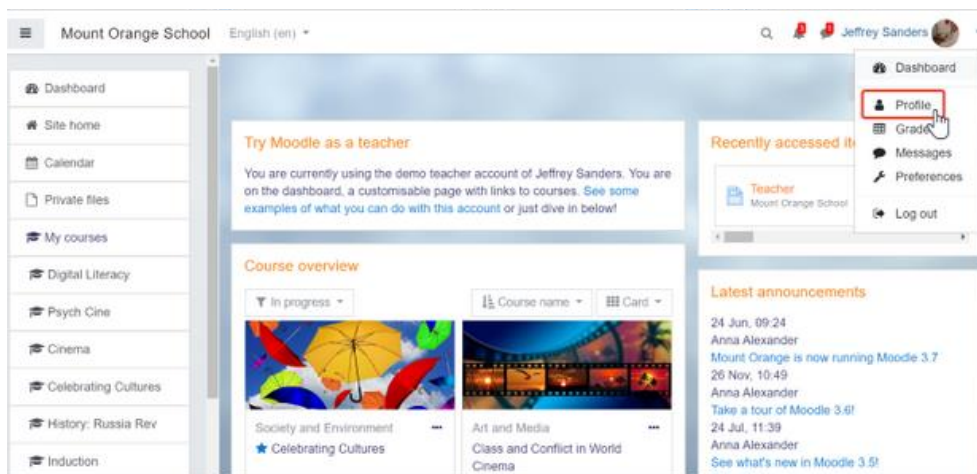 Mount Orange School English (en)
Jeffrey Sanders
Dashboard
Profile
Grade
Messages
Preferences
Log out
Dashboard
Site home
Calendar
Private files
My courses
Digital Literacy
Psych Cine
Cinema
Celebrating Cultures
History: Russia Rev
Induction
Try Moodle as a teacher
You are currently using the demo teacher account of Jeffrey Sanders. You are
on the dashboard, a customisable page with links to courses. See some
examples of what you can do with this account or just dive in below!
Course overview
In progress
Course name
Card
Society and Environment
Celebrating Cultures
Art and Media
Class and Conflict in World
Cinema
Recently accessed
Teacher
Mount Orange School
Latest announcements
24 Jun, 09:24
Anna Alexander
Mount Orange is now running Moodle 3.7
26 Nov, 10:49
Anna Alexander
Take a tour of Moodle 3.6!
24 Jul, 11:39
Anna Alexander
See what's new in Moodle 3.5!